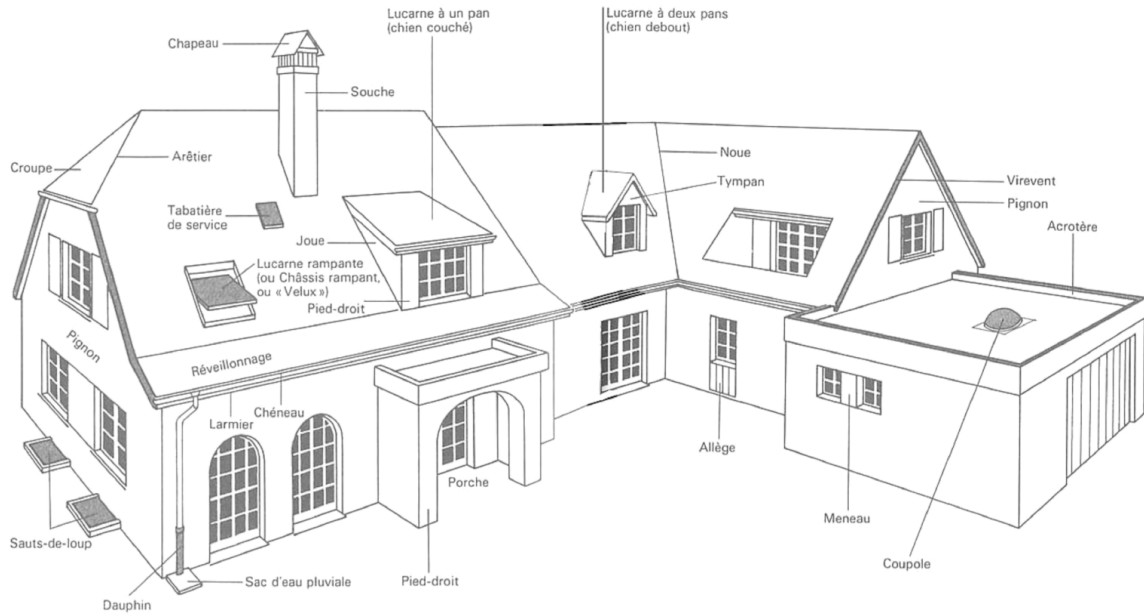 Lucarne à un pan
(chien couché)
Lucarne à deux pans
(chien debout)
Chapeau
Souche
Croupe
Arêtier
Noue
Tympan
Virevent
Pignon
Acrotère
Tabatière
de service
Joue
Lucarne rampante
(ou Châssis rampant,
ou « Velux »)
Pied-droit
Pignon
Réveillonnage
Larmier
Chéneau
Porche
Allège
Meneau
Coupole
Sauts-de-loup
Dauphin
Sac d'eau pluviale
Pied-droit